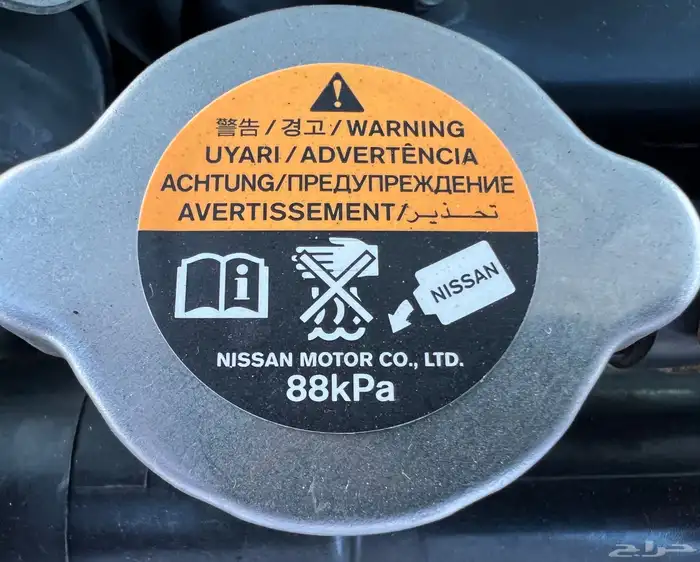 警告/경고/WARNING
UYARI/ADVERTÊNCIA
ACHTUNG/ПРЕДУПРЕЖДЕНИЕ
AVERTISSEMENT/تحذير
NISSAN
NISSAN MOTOR CO., LTD.
88kPa
حراج